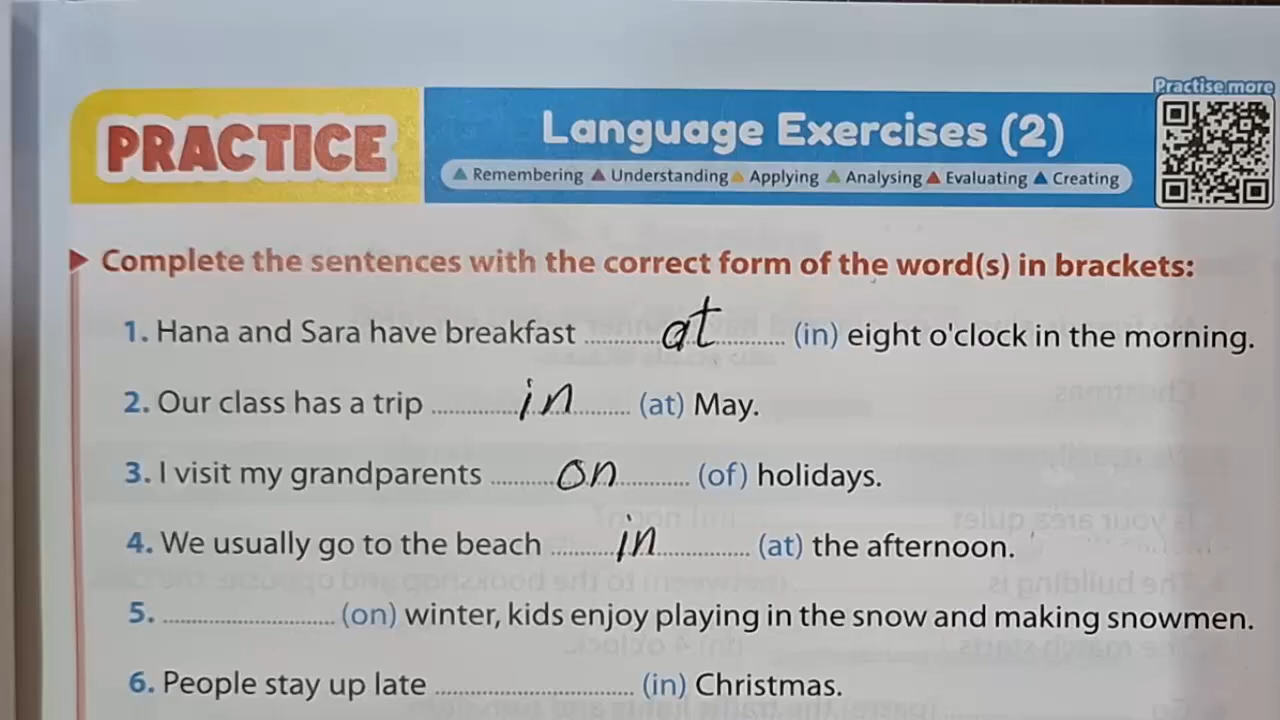 Practise more
PRACTICE
Language Exercises (2)
Remembering Understanding Applying Analysing Evaluating Creating
Complete the sentences with the correct form of the word(s) in brackets:
1. Hana and Sara have breakfast ............at............ (in) eight o'clock in the morning.
2. Our class has a trip ............in............ (at) May.
3. I visit my grandparents ............on............ (of) holidays.
4. We usually go to the beach ............in............ (at) the afternoon.
5. .............................. (on) winter, kids enjoy playing in the snow and making snowmen.
6. People stay up late .................................. (in) Christmas.